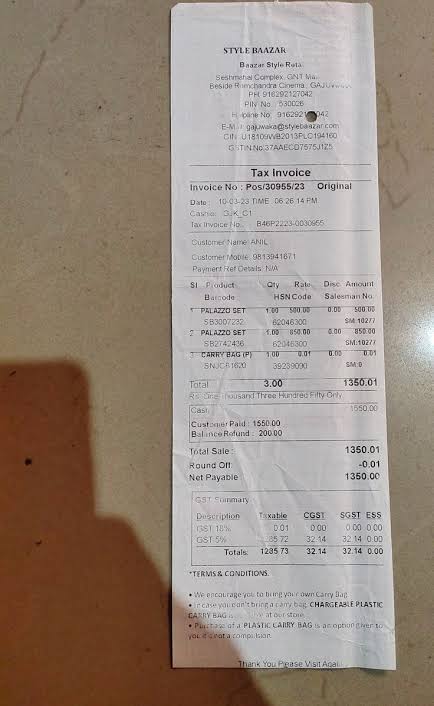 STYLE BAAZAR
Baazar Style Reta
Seshmahal Complex, GNT Ma
Beside Ramchandra Cinema, GAJUWAKA
PH: 916292127042
PIN No: 530026
Helpline No: 916292 042
E-Mail: gajuwaka@stylebaazar.com
CIN: U18109WB2013PLC194160
GSTIN No.37AAECD7575J1Z5
Tax Invoice
Invoice No : Pos/30955/23 Original
Date: 10-03-23 TIME 06:26:14 PM
Cashier: GJK_C1
Tax Invoice No. B46P2223-0030955
Customer Name: ANIL
Customer Mobile: 9813941671
Payment Ref Details: N/A
Sl Product Qty Rate Disc Amount
Barcode HSN Code Salesman No.
1 PALAZZO SET 1.00 500.00 0.00 500.00
SB3007232 62046300 SM:10277
2 PALAZZO SET 1.00 850.00 0.00 850.00
SB2742436 62046300 SM:10277
3 CARRY BAG (P) 1.00 0.01 0.00 0.01
SNJCB1620 39239090 SM:0
Total 3.00 1350.01
Rs. One Thousand Three Hundred Fifty Only
Cash 1550.00
Customer Paid : 1550.00
Balance Refund : 200.00
Total Sale : 1350.01
Round Off: -0.01
Net Payable : 1350.00
GST Summary
Description Taxable CGST SGST ESS
GST 18% 0.01 0.00 0.00 0.00
GST 5% 1285.72 32.14 32.14 0.00
Totals: 1285.73 32.14 32.14 0.00
*TERMS & CONDITIONS.
• We encourage you to bring your own Carry Bag.
• In case you don't bring a carry bag, CHARGEABLE PLASTIC
CARRY BAG is at our store.
• Purchase of a PLASTIC CARRY BAG is an option given to
you it is not a compulsion.
Thank You Please Visit Again